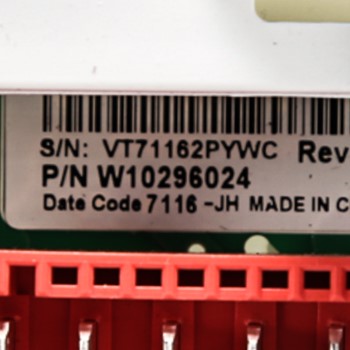 S/N: VT71162PYWC Rev
P/N W10296024
Date Code 7116 -JH MADE IN C